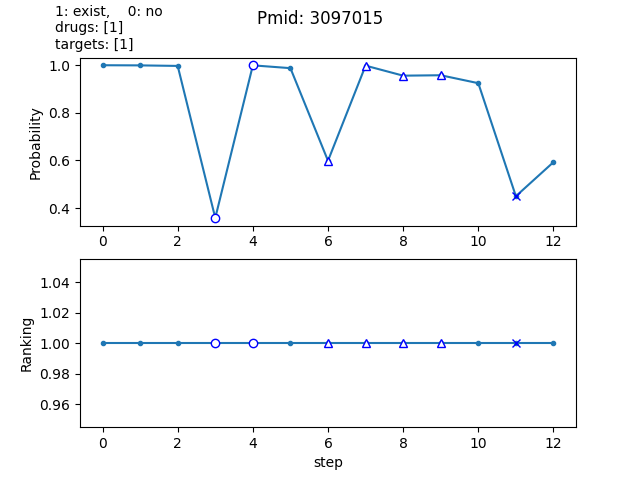 1: exist,    0: no
drugs: [1]
targets: [1]
Pmid: 3097015
Probability
1.0
0.8
0.6
0.4
0 2 4 6 8 10 12
Ranking
1.04
1.02
1.00
0.98
0.96
0 2 4 6 8 10 12
step